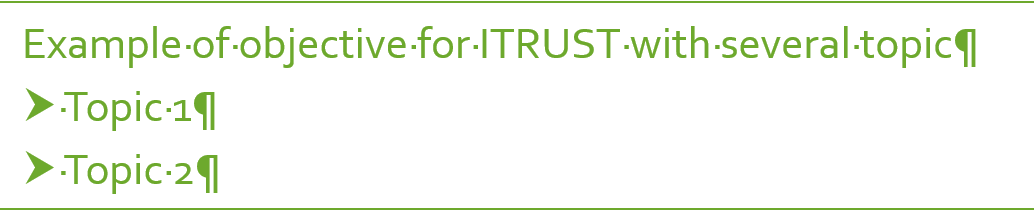 Example of objective for ITRUST with several topic¶
➤ Topic 1¶
➤ Topic 2¶